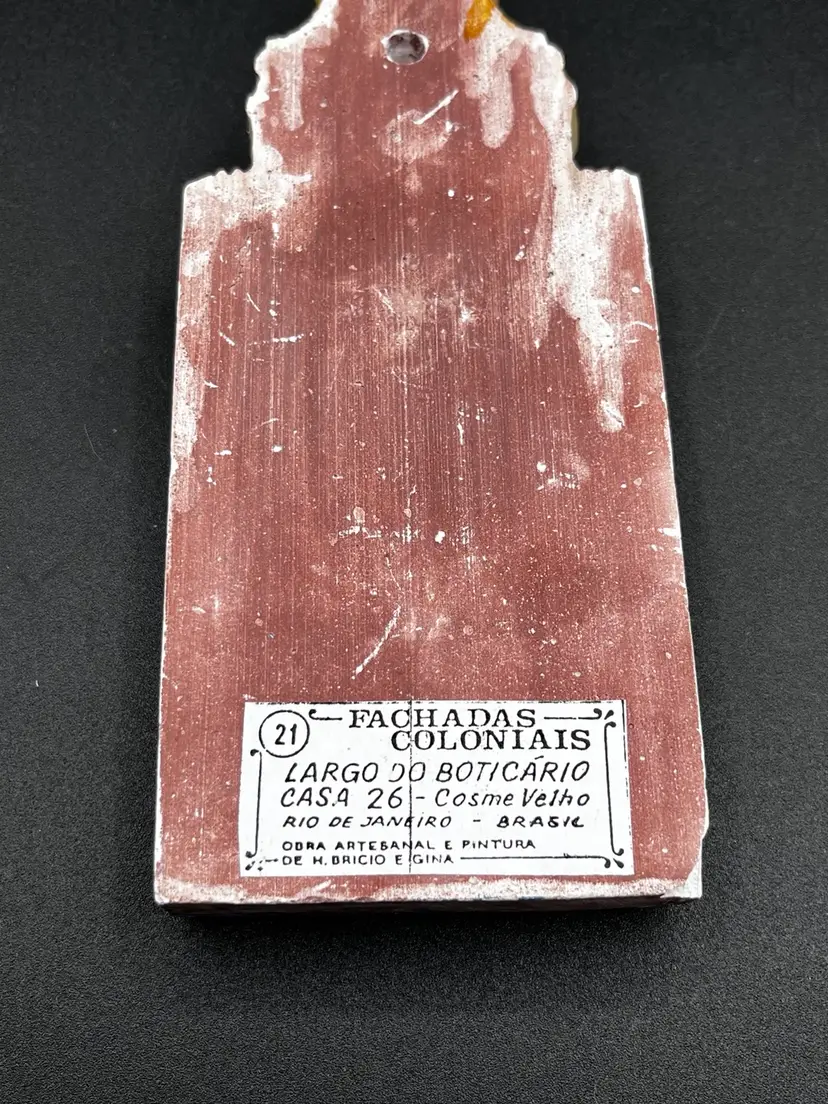 21
FACHADAS
COLONIAIS
LARGO DO BOTICÁRIO
CASA 26 - Cosme Velho
RIO DE JANEIRO - BRASIL
OBRA ARTESANAL E PINTURA
DE H. BRICIO E GINA